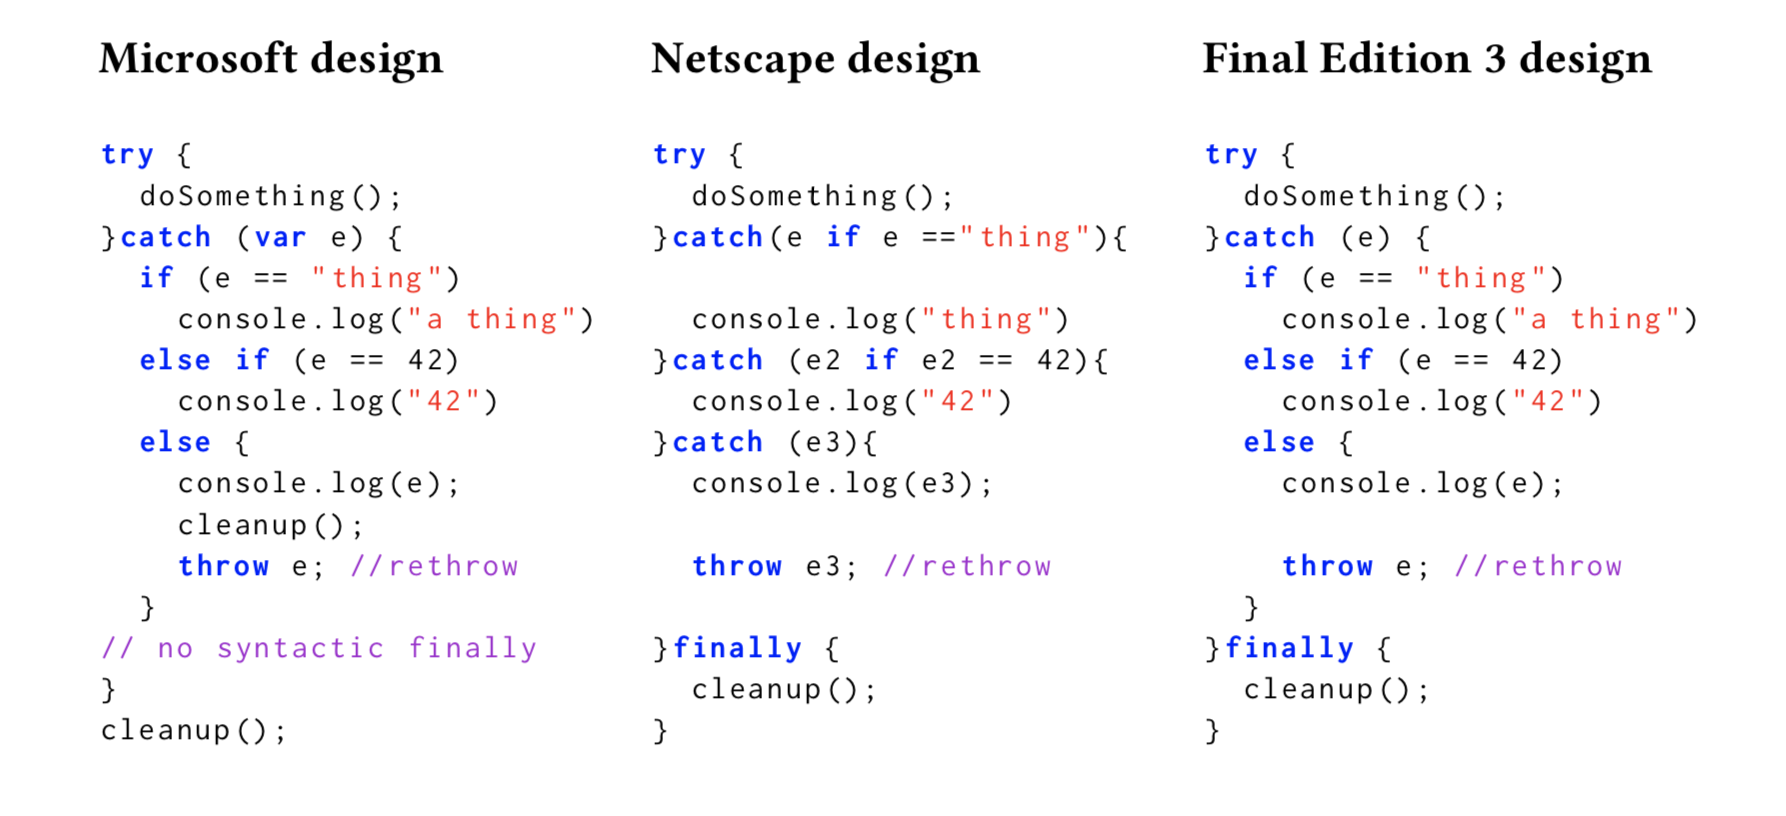 Microsoft design
try {
  doSomething();
}catch (var e) {
  if (e == "thing")
    console.log("a thing")
  else if (e == 42)
    console.log("42")
  else {
    console.log(e);
    cleanup();
    throw e; //rethrow
  }
// no syntactic finally
}
cleanup();
Netscape design
try {
  doSomething();
}catch(e if e =="thing"){
  console.log("thing")
}catch (e2 if e2 == 42){
  console.log("42")
}catch (e3){
  console.log(e3);
  throw e3; //rethrow
}finally {
  cleanup();
}
Final Edition 3 design
try {
  doSomething();
}catch (e) {
  if (e == "thing")
    console.log("a thing")
  else if (e == 42)
    console.log("42")
  else {
    console.log(e);
    throw e; //rethrow
  }
}finally {
  cleanup();
}